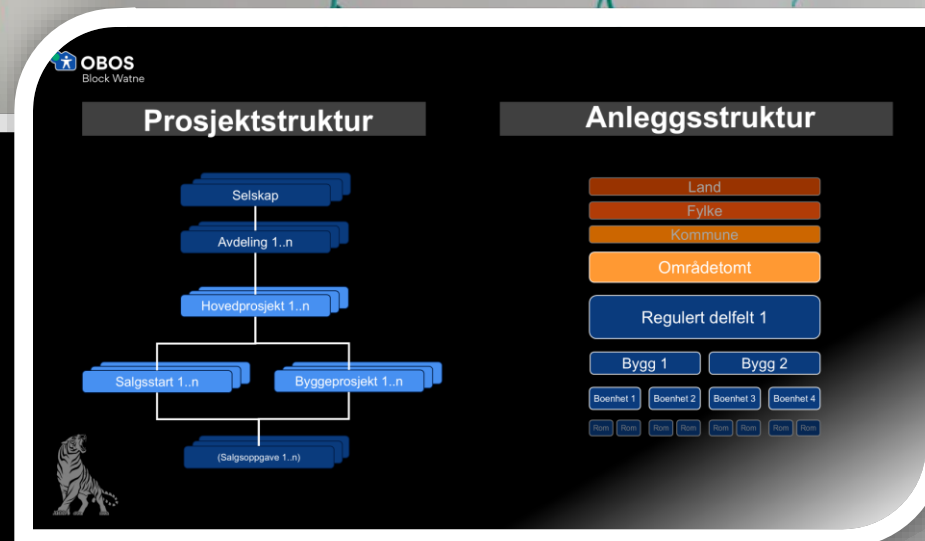 OBOS
Block Watne
Prosjektstruktur
Selskap
Avdeling 1..n
Hovedprosjekt 1..n
Salgsstart 1..n
Byggeprosjekt 1..n
(Salgsoppgave 1..n)
Anleggsstruktur
Land
Fylke
Kommune
Områdetomt
Regulert delfelt 1
Bygg 1 Bygg 2
Boenhet 1 Boenhet 2 Boenhet 3 Boenhet 4
Rom Rom Rom Rom Rom Rom Rom Rom